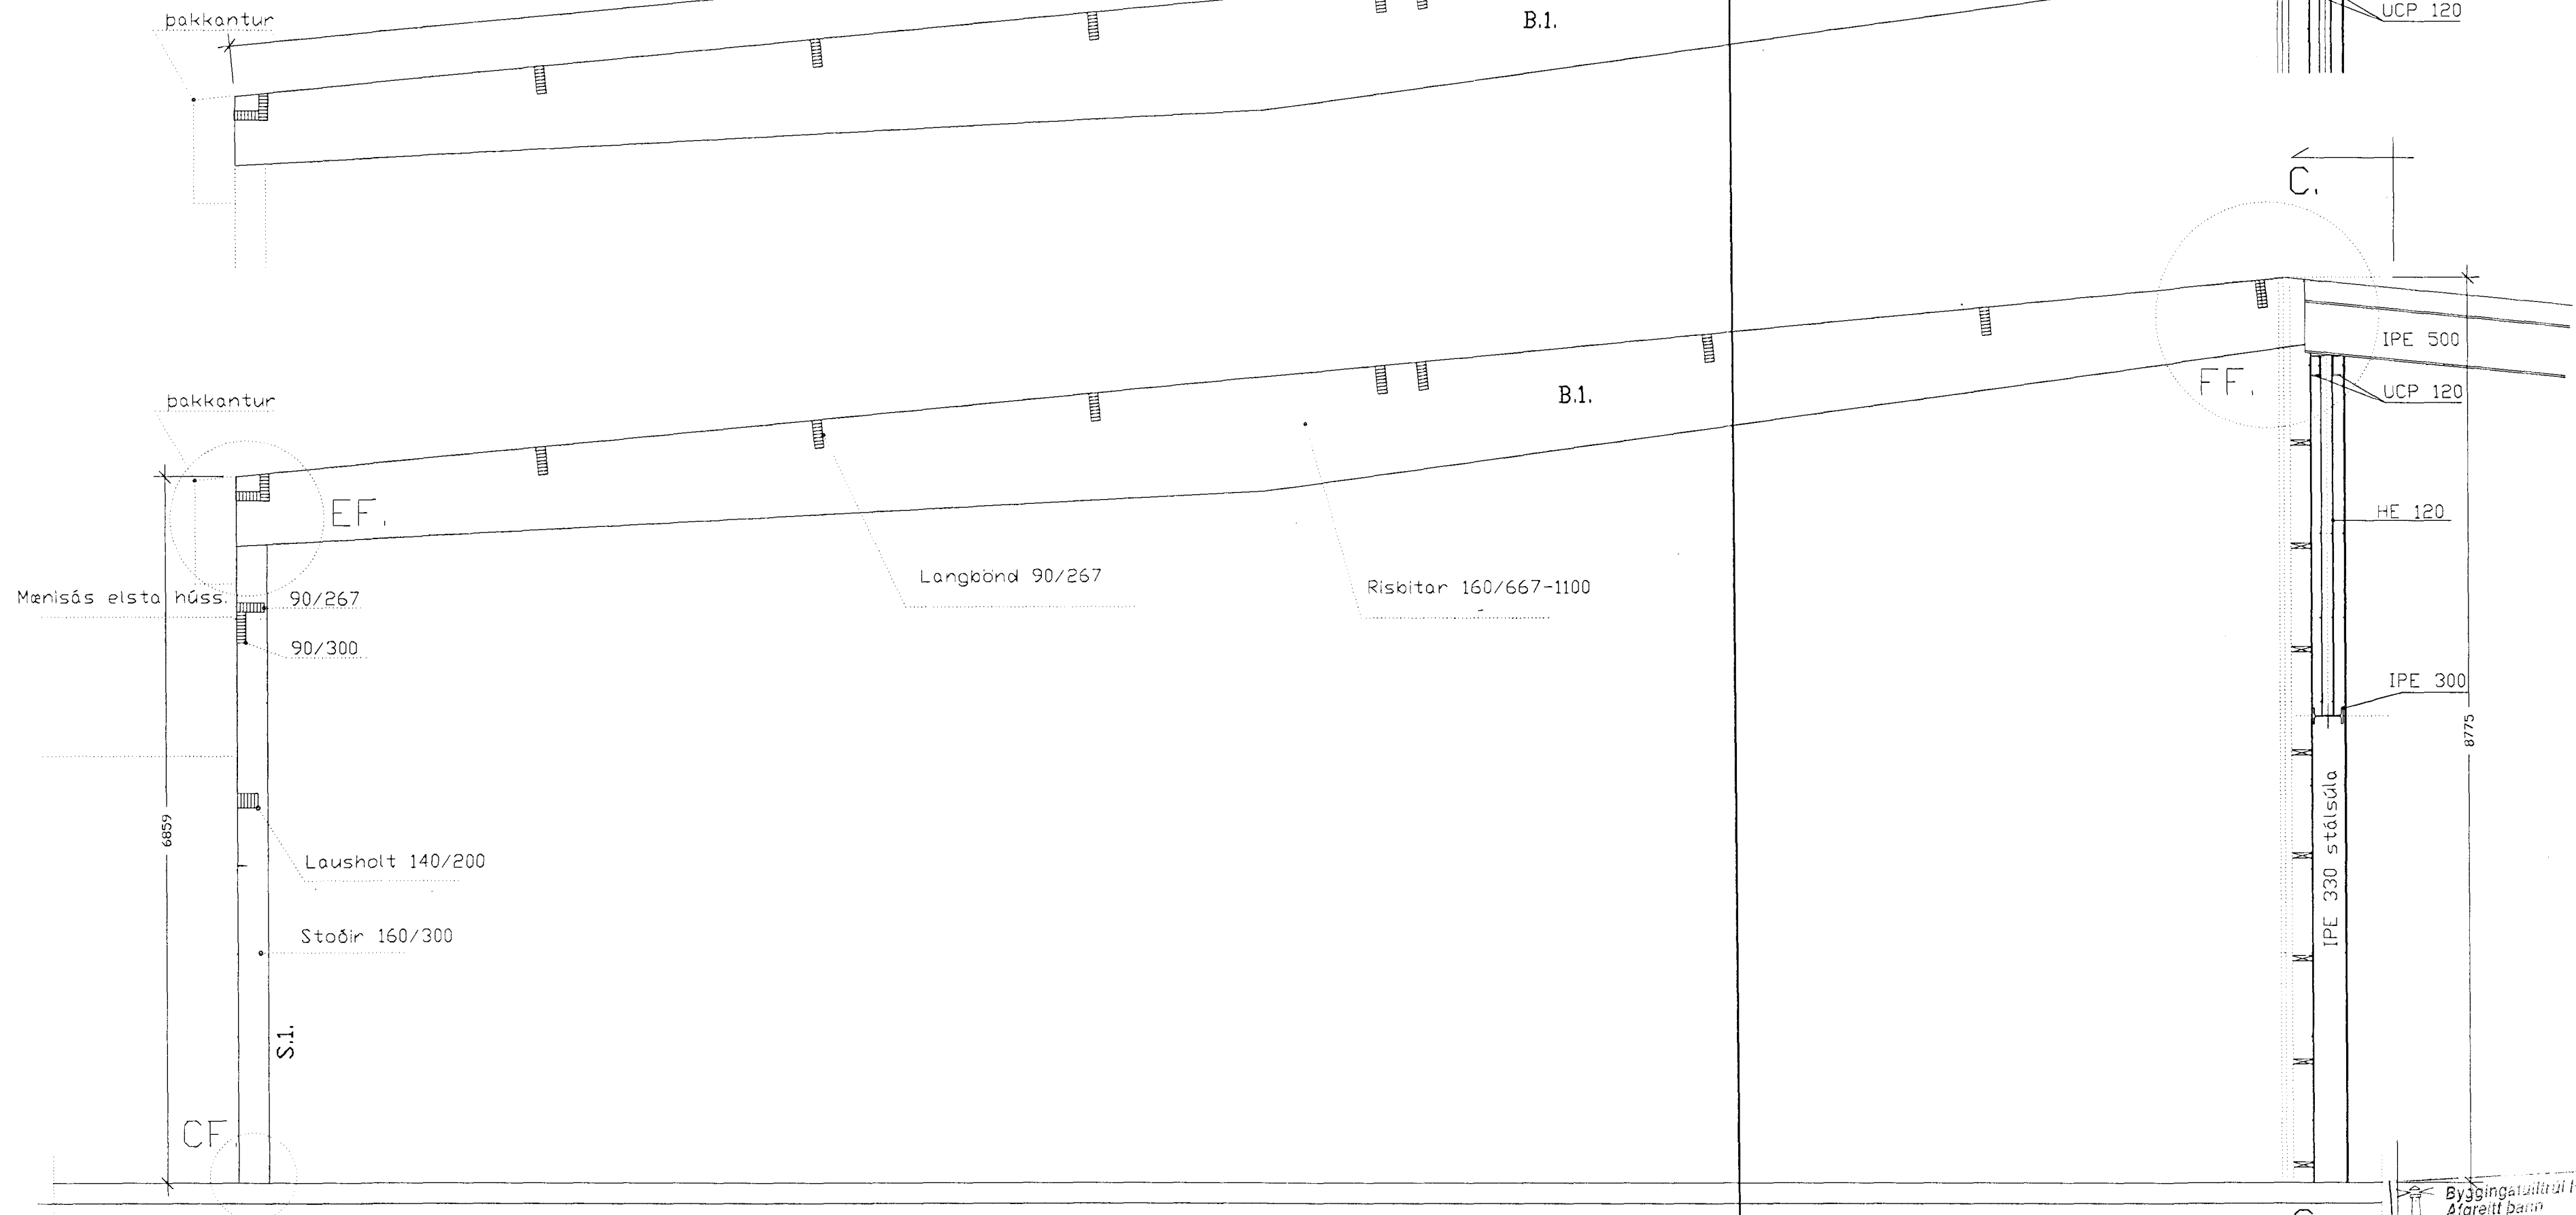 þakkantur
B.1.
UCP 120
C.
IPE 500
FF.
UCP 120
þakkantur
B.1.
EF.
HE 120
Langbönd 90/267
Risbitar 160/667-1100
Mænisás elsta húss.
90/267
90/300
IPE 300
8775
IPE 330 stálsúla
6859
Lausholt 140/200
Stoðir 160/300
S.1.
CF.
Afgreitt þann